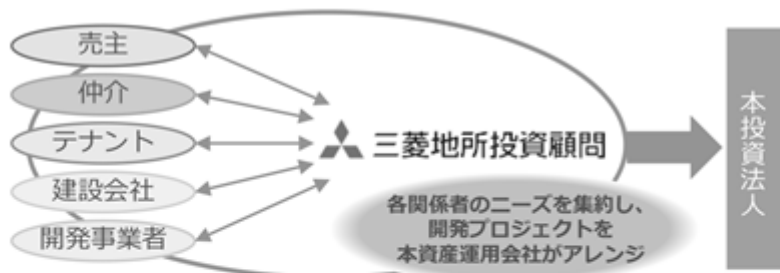 売主
仲介
テナント
建設会社
開発事業者
三菱地所投資顧問
各関係者のニーズを集約し、
開発プロジェクトを
本資産運用会社がアレンジ
本投資法人